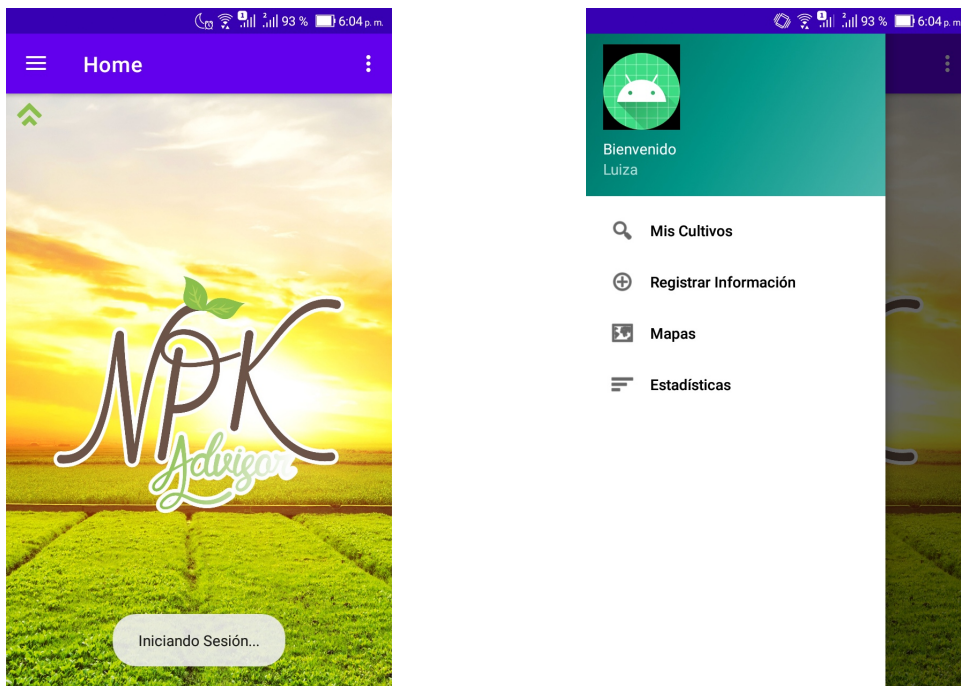 93 % 6:04 p. m.
Home
NPK
Advisor
Iniciando Sesión...
93 % 6:04 p. m
Bienvenido
Luiza
Mis Cultivos
Registrar Información
Mapas
Estadísticas